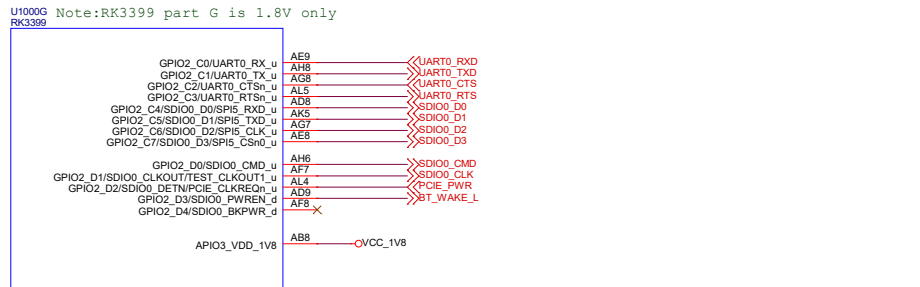 U1000G Note:RK3399 part G is 1.8V only
RK3399
GPIO2_C0/UART0_RX_u AE9 UART0_RXD
GPIO2_C1/UART0_TX_u AH8 UART0_TXD
GPIO2_C2/UART0_CTSn_u AG8 UART0_CTS
GPIO2_C3/UART0_RTSn_u AL5 UART0_RTS
GPIO2_C4/SDIO0_D0/SPI5_RXD_u AD8 SDIO0_D0
GPIO2_C5/SDIO0_D1/SPI5_TXD_u AK5 SDIO0_D1
GPIO2_C6/SDIO0_D2/SPI5_CLK_u AG7 SDIO0_D2
GPIO2_C7/SDIO0_D3/SPI5_CSn0_u AE8 SDIO0_D3
GPIO2_D0/SDIO0_CMD_u AH6 SDIO0_CMD
GPIO2_D1/SDIO0_CLKOUT/TEST_CLKOUT1_u AF7 SDIO0_CLK
GPIO2_D2/SDIO0_DETN/PCIE_CLKREQn_u AL4 PCIE_PWR
GPIO2_D3/SDIO0_PWREN_d AD9 BT_WAKE_L
GPIO2_D4/SDIO0_BKPWR_d AF8
APIO3_VDD_1V8 AB8 VCC_1V8